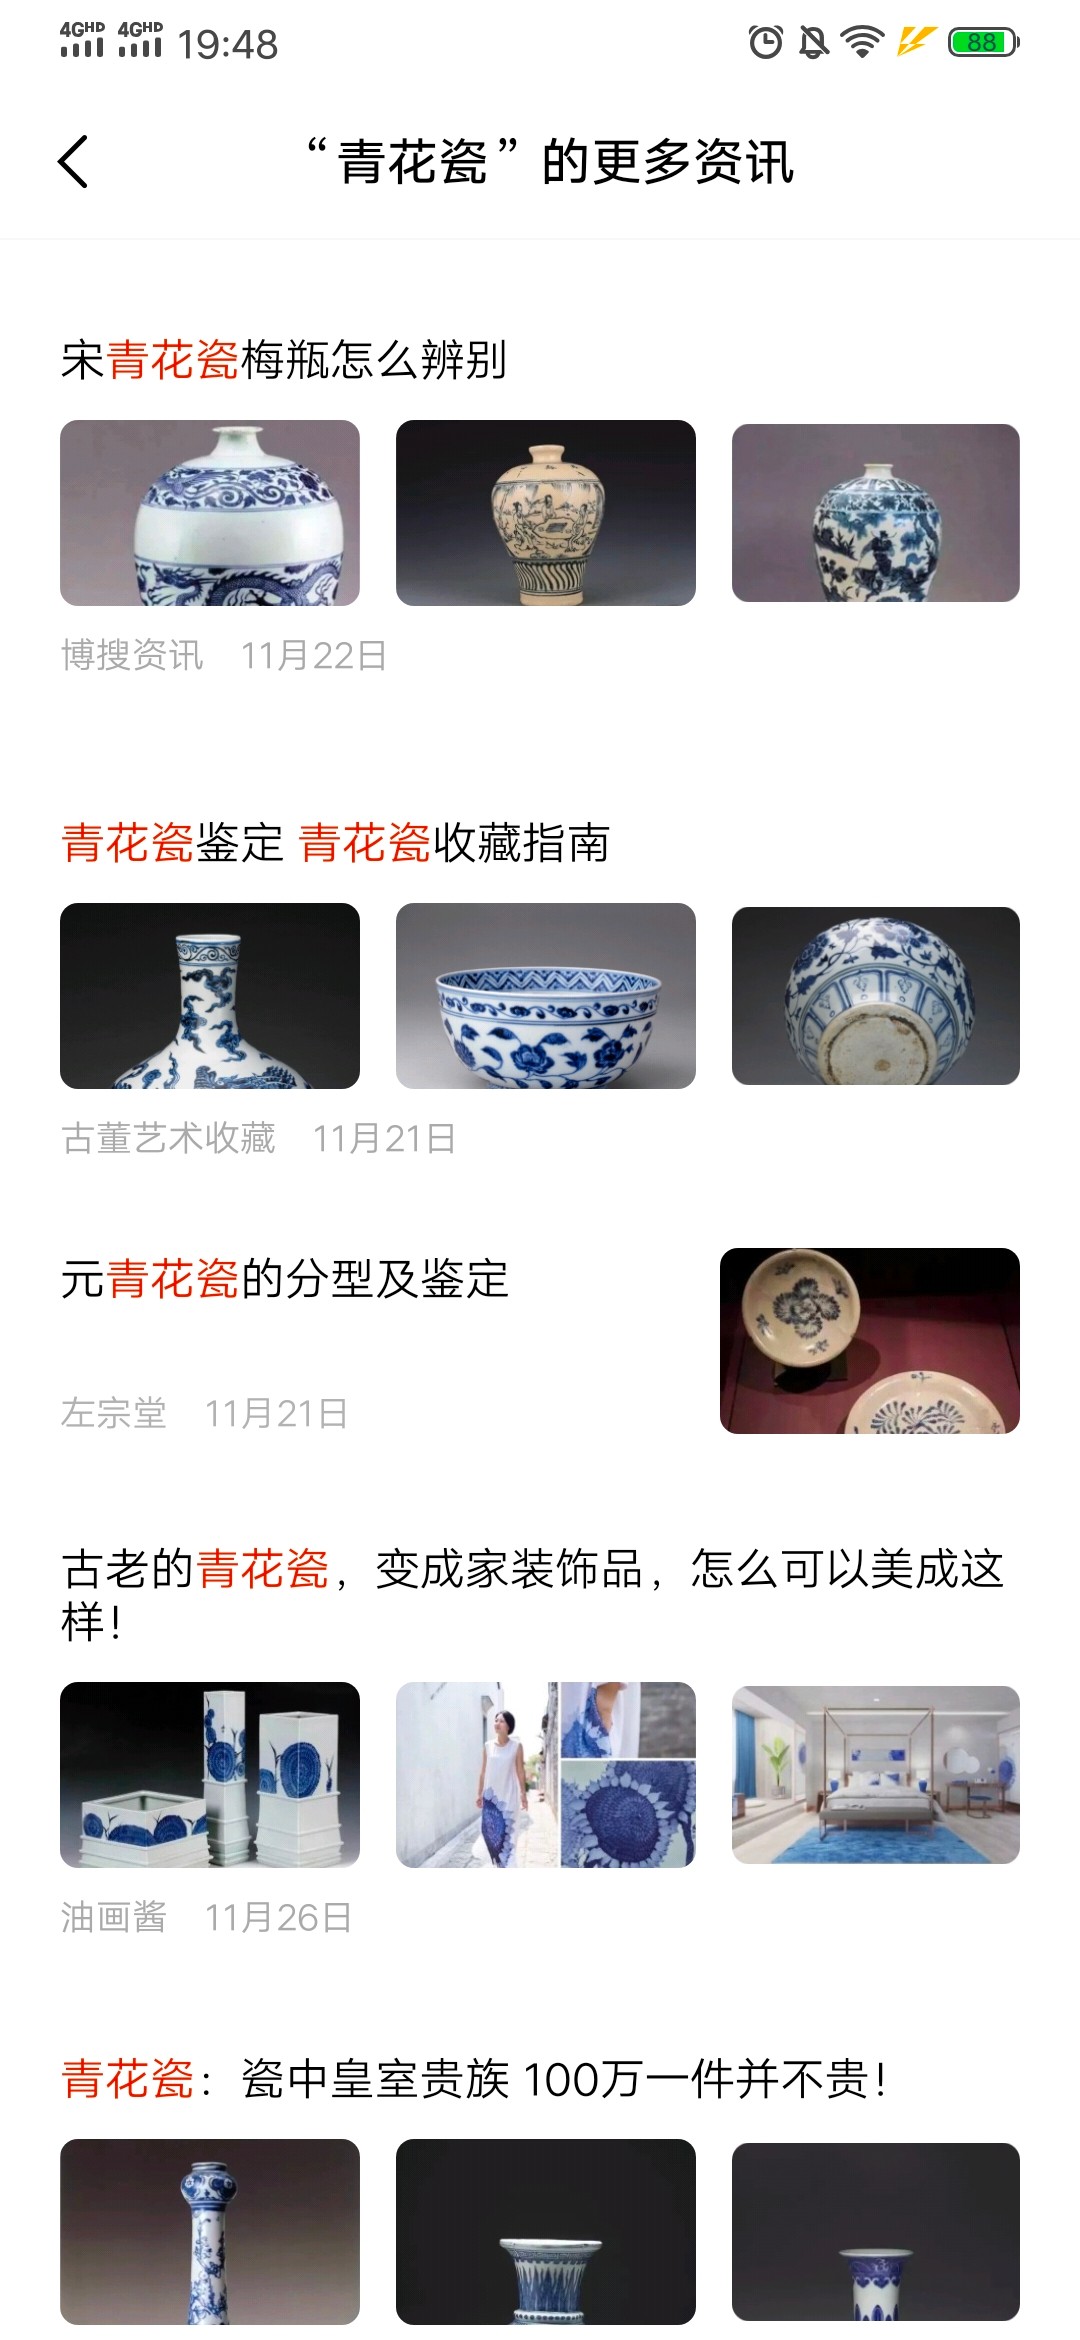 4GHD 4GHD 19:48 88
“青花瓷”的更多资讯
宋青花瓷梅瓶怎么辨别
博搜资讯 11月22日
青花瓷鉴定 青花瓷收藏指南
古董艺术收藏 11月21日
元青花瓷的分型及鉴定
左宗堂 11月21日
古老的青花瓷，变成家装饰品，怎么可以美成这
样！
油画酱 11月26日
青花瓷：瓷中皇室贵族 100万一件并不贵！